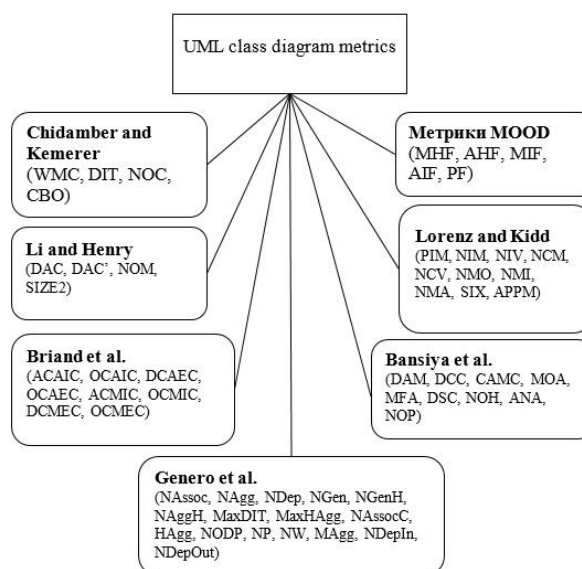 UML class diagram metrics
Chidamber and
Kemerer
(WMC, DIT, NOC,
CBO)
Метрики MOOD
(MHF, AHF, MIF,
AIF, PF)
Li and Henry
(DAC, DAC’, NOM,
SIZE2)
Lorenz and Kidd
(PIM, NIM, NIV, NCM,
NCV, NMO, NMI,
NMA, SIX, APPM)
Briand et al.
(ACAIC, OCAIC, DCAEC,
OCAEC, ACMIC, OCMIC,
DCMEC, OCMEC)
Bansiya et al.
(DAM, DCC, CAMC, MOA,
MFA, DSC, NOH, ANA,
NOP)
Genero et al.
(NAssoc, NAgg, NDep, NGen, NGenH,
NAggH, MaxDIT, MaxHAgg, NAssocC,
HAgg, NODP, NP, NW, MAgg, NDepIn,
NDepOut)